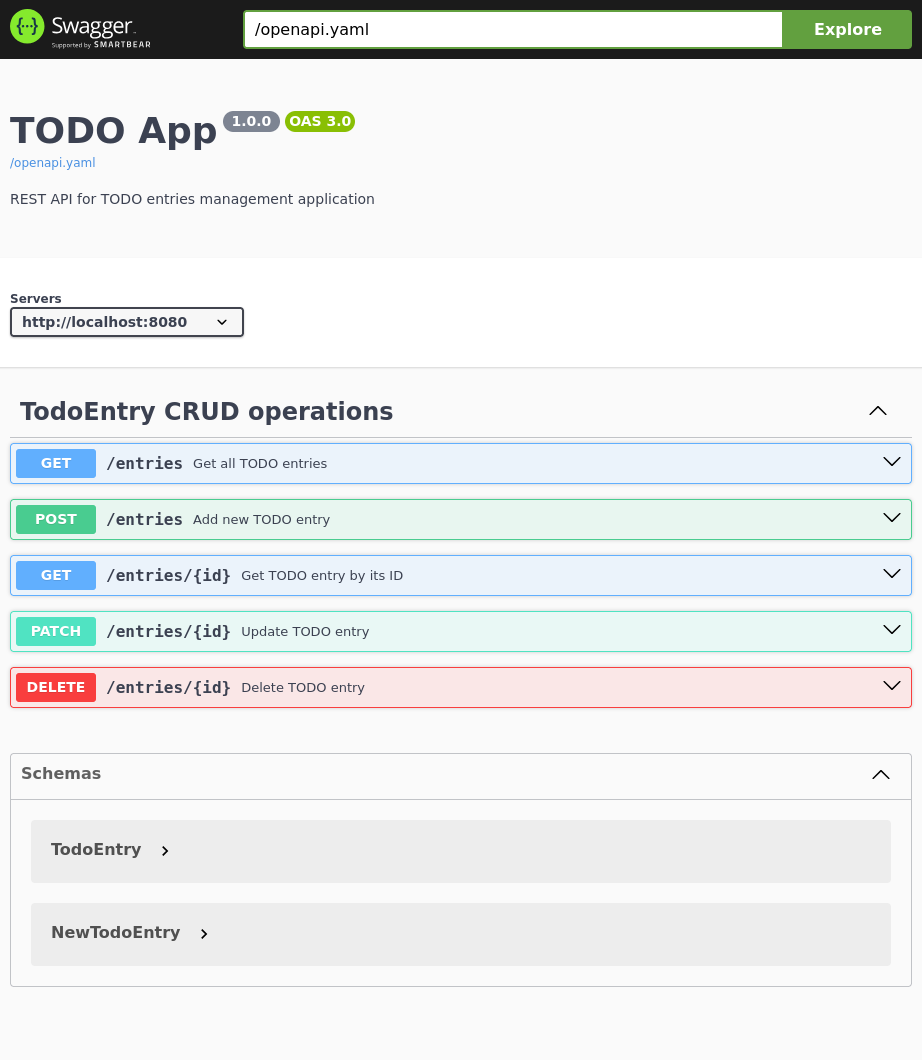 Swagger.
Supported by SMARTBEAR
/openapi.yaml
Explore
TODO App 1.0.0 OAS 3.0
/openapi.yaml
REST API for TODO entries management application
Servers
http://localhost:8080
TodoEntry CRUD operations
GET /entries Get all TODO entries
POST /entries Add new TODO entry
GET /entries/{id} Get TODO entry by its ID
PATCH /entries/{id} Update TODO entry
DELETE /entries/{id} Delete TODO entry
Schemas
TodoEntry
NewTodoEntry